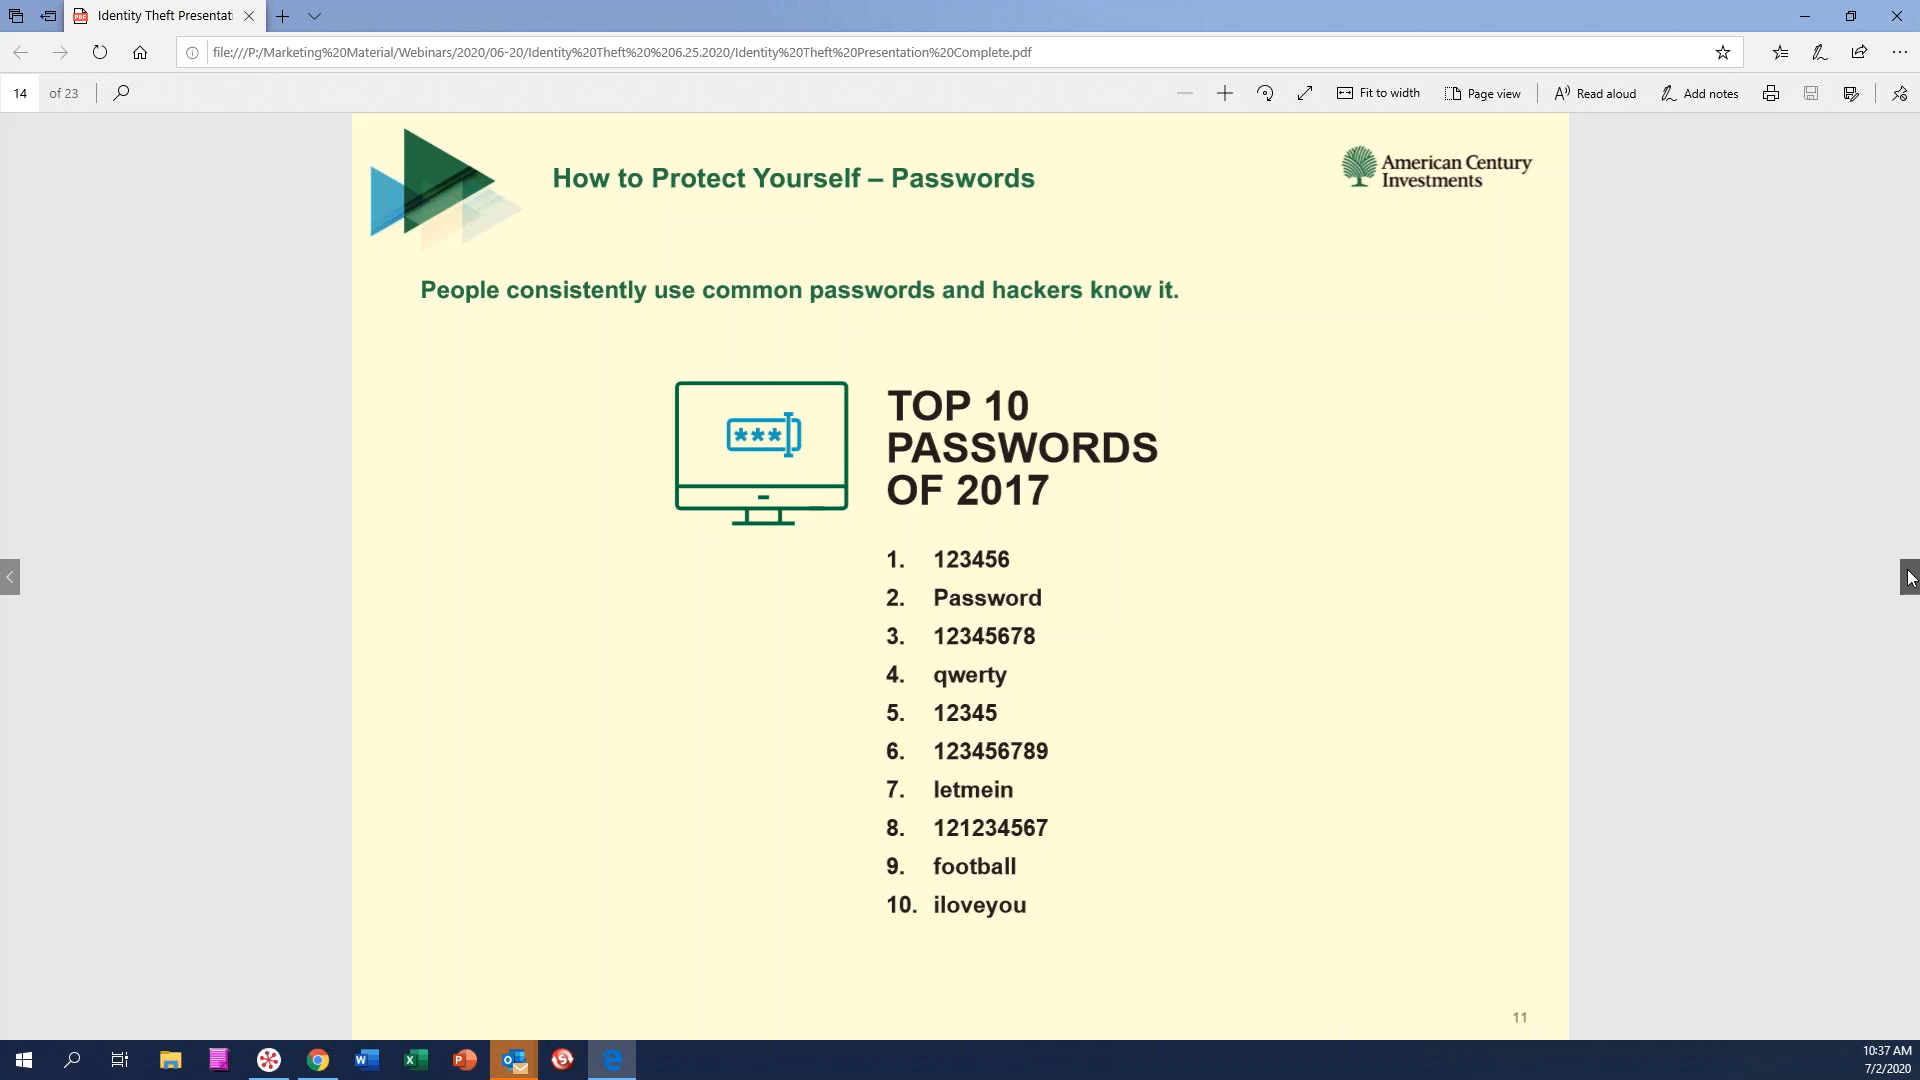 Identity Theft Presentati
file:///P:/Marketing%20Material/Webinars/2020/06-20/Identity%20Theft%20%206.25.2020/Identity%20Theft%20Presentation%20Complete.pdf
14 of 23 Fit to width Page view Read aloud Add notes
How to Protect Yourself – Passwords
American Century
Investments
People consistently use common passwords and hackers know it.
***
TOP 10
PASSWORDS
OF 2017
1. 123456
2. Password
3. 12345678
4. qwerty
5. 12345
6. 123456789
7. letmein
8. 121234567
9. football
10. iloveyou
11
10:37 AM
7/2/2020